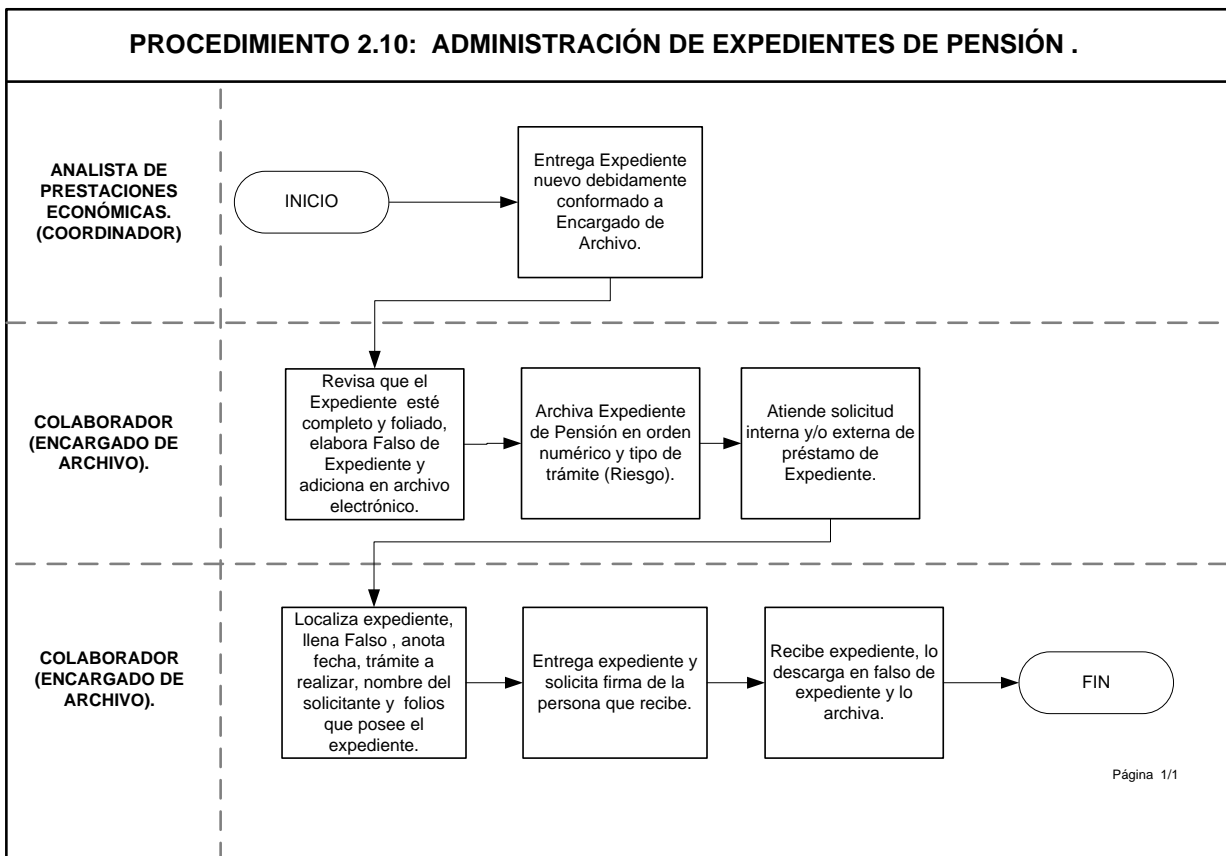 PROCEDIMIENTO 2.10: ADMINISTRACIÓN DE EXPEDIENTES DE PENSIÓN .
ANALISTA DE
PRESTACIONES
ECONÓMICAS.
(COORDINADOR)
INICIO
Entrega Expediente
nuevo debidamente
conformado a
Encargado de
Archivo.
COLABORADOR
(ENCARGADO DE
ARCHIVO).
Revisa que el
Expediente esté
completo y foliado,
elabora Falso de
Expediente y
adiciona en archivo
electrónico.
Archiva Expediente
de Pensión en orden
numérico y tipo de
trámite (Riesgo).
Atiende solicitud
interna y/o externa de
préstamo de
Expediente.
COLABORADOR
(ENCARGADO DE
ARCHIVO).
Localiza expediente,
llena Falso , anota
fecha, trámite a
realizar, nombre del
solicitante y folios
que posee el
expediente.
Entrega expediente y
solicita firma de la
persona que recibe.
Recibe expediente, lo
descarga en falso de
expediente y lo
archiva.
FIN
Página 1/1